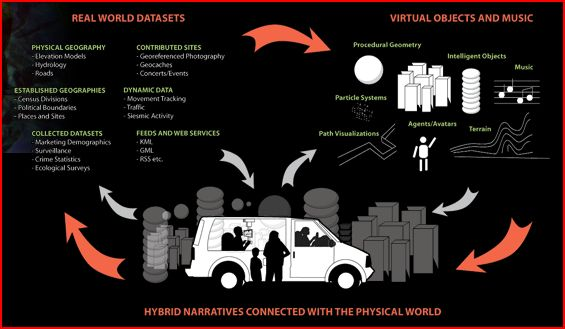 REAL WORLD DATASETS
VIRTUAL OBJECTS AND MUSIC
PHYSICAL GEOGRAPHY
- Elevation Models
- Hydrology
- Roads
CONTRIBUTED SITES
- Georeferenced Photography
- Geocaches
- Concerts/Events
ESTABLISHED GEOGRAPHIES
- Census Divisions
- Political Boundaries
- Places and Sites
DYNAMIC DATA
- Movement Tracking
- Traffic
- Siesmic Activity
COLLECTED DATASETS
- Marketing Demographics
- Surveillance
- Crime Statistics
- Ecological Surveys
FEEDS AND WEB SERVICES
- KML
- GML
- RSS etc.
Procedural Geometry
Intelligent Objects
Music
Particle Systems
Agents/Avatars
Path Visualizations
Terrain
HYBRID NARRATIVES CONNECTED WITH THE PHYSICAL WORLD